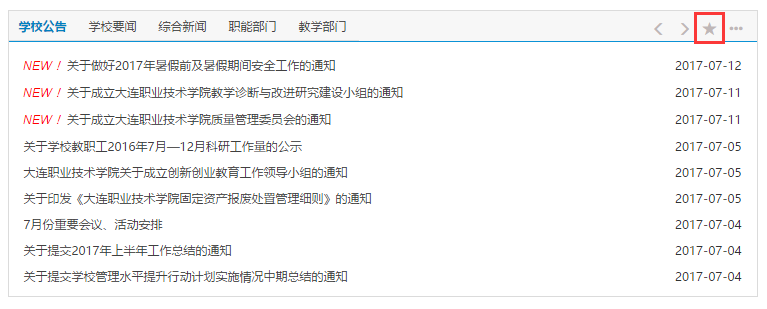 学校公告 学校要闻 综合新闻 职能部门 教学部门
NEW！关于做好2017年暑假前及暑假期间安全工作的通知 2017-07-12
NEW！关于成立大连职业技术学院教学诊断与改进研究建设小组的通知 2017-07-11
NEW！关于成立大连职业技术学院质量管理委员会的通知 2017-07-11
关于学校教职工2016年7月—12月科研工作量的公示 2017-07-05
大连职业技术学院关于成立创新创业教育工作领导小组的通知 2017-07-05
关于印发《大连职业技术学院固定资产报废处置管理细则》的通知 2017-07-05
7月份重要会议、活动安排 2017-07-04
关于提交2017年上半年工作总结的通知 2017-07-04
关于提交学校管理水平提升行动计划实施情况中期总结的通知 2017-07-04